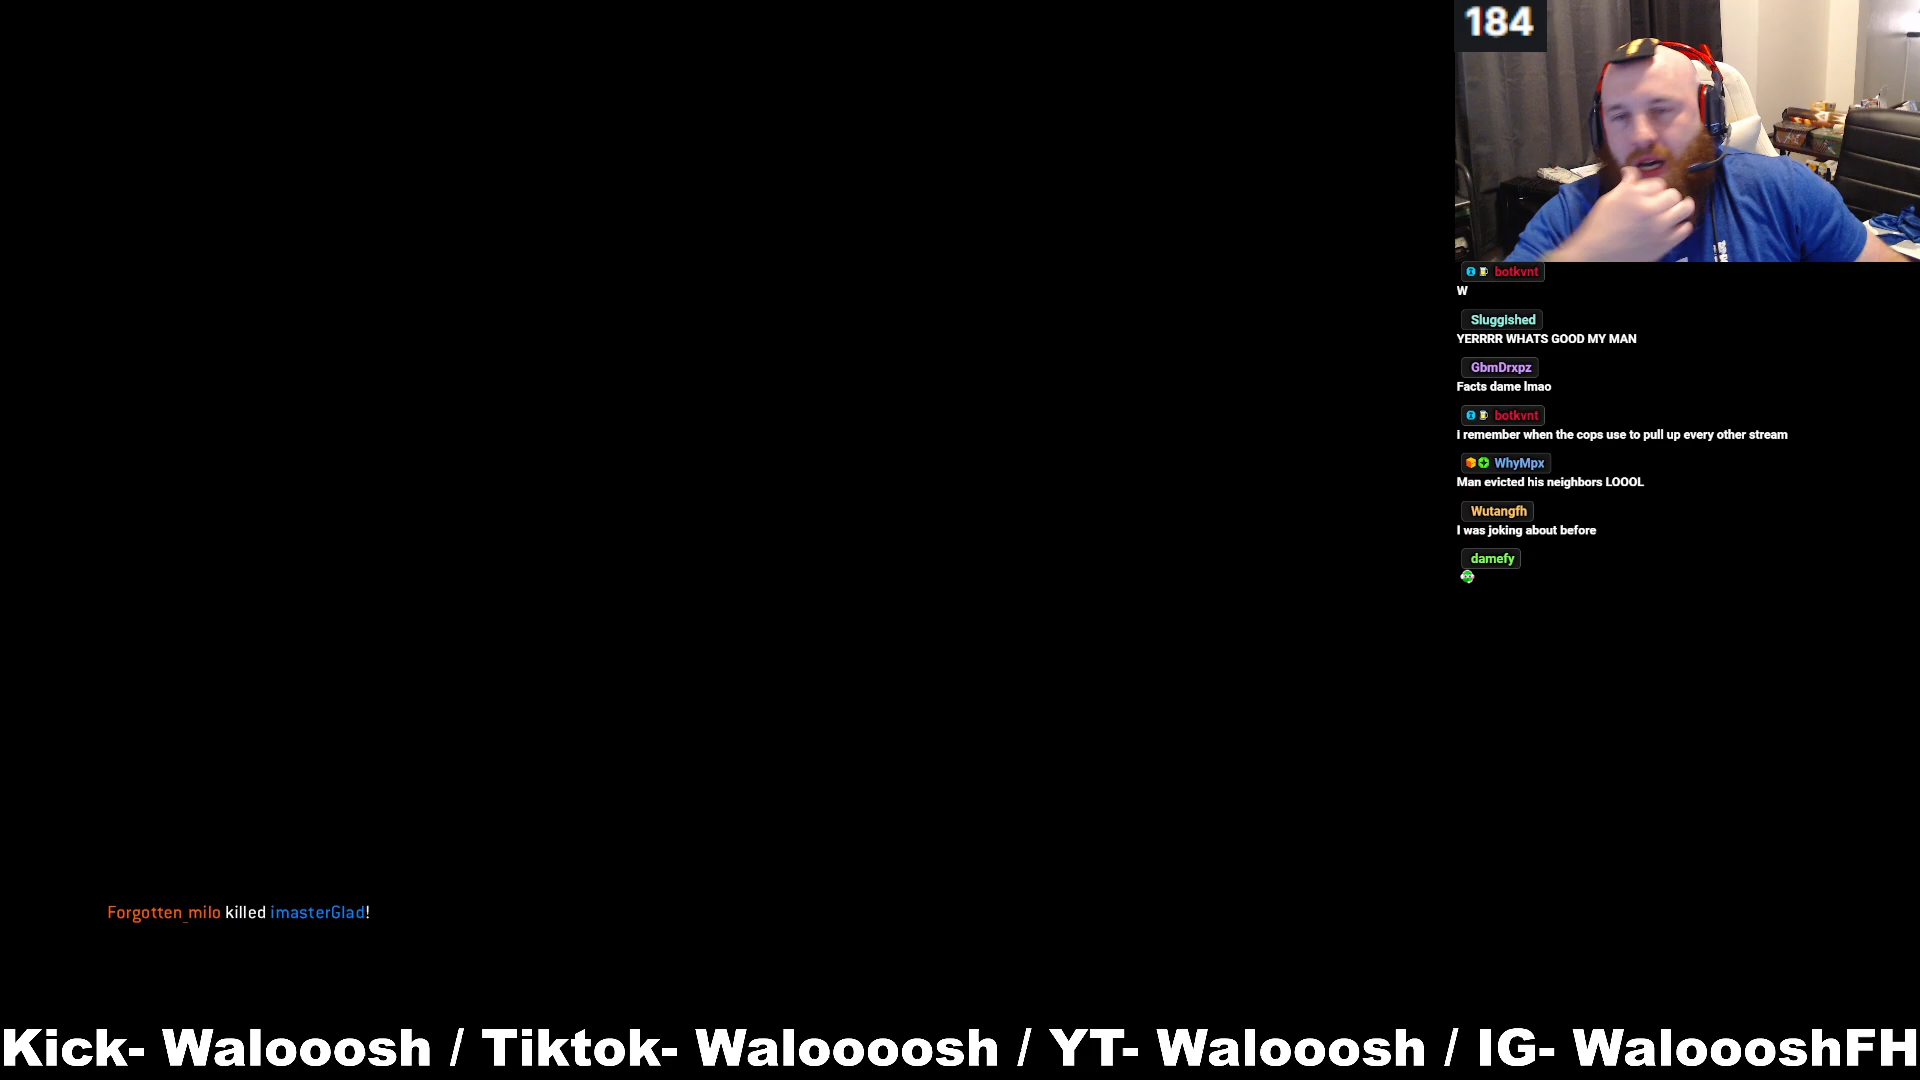 184
botkvnt
W
Sluggished
YERRRR WHATS GOOD MY MAN
GbmDrxpz
Facts dame lmao
botkvnt
I remember when the cops use to pull up every other stream
WhyMpx
Man evicted his neighbors LOOOL
Wutangfh
I was joking about before
damefy
Forgotten_milo killed imasterGlad!
Kick- Walooosh / Tiktok- Waloooosh / YT- Walooosh / IG- WaloooshFH